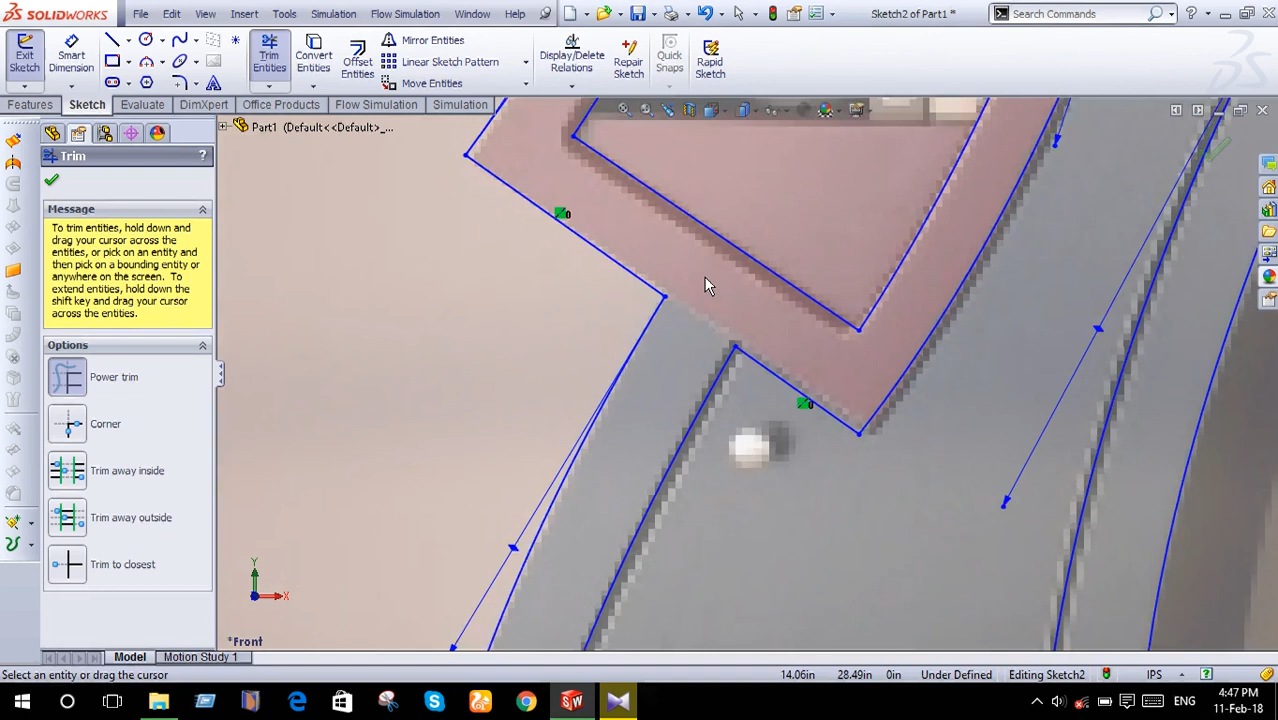 SOLIDWORKS File Edit View Insert Tools Simulation Flow Simulation Window Help Sketch2 of Part1 * Search Commands
Exit Sketch Smart Dimension Trim Entities Convert Entities Offset Entities Mirror Entities Linear Sketch Pattern Move Entities Display/Delete Relations Repair Sketch Quick Snaps Rapid Sketch
Features Sketch Evaluate DimXpert Office Products Flow Simulation Simulation
Part1 (Default<<Default>_...
Trim ?
Message
To trim entities, hold down and
drag your cursor across the
entities, or pick on an entity and
then pick on a bounding entity or
anywhere on the screen. To
extend entities, hold down the
shift key and drag your cursor
across the entities.
Options
Power trim
Corner
Trim away inside
Trim away outside
Trim to closest
0
0
Y
X
*Front
Model Motion Study 1
Select an entity or drag the cursor 14.06in 28.49in 0in Under Defined Editing Sketch2 IPS ?
ENG 4:47 PM
11-Feb-18